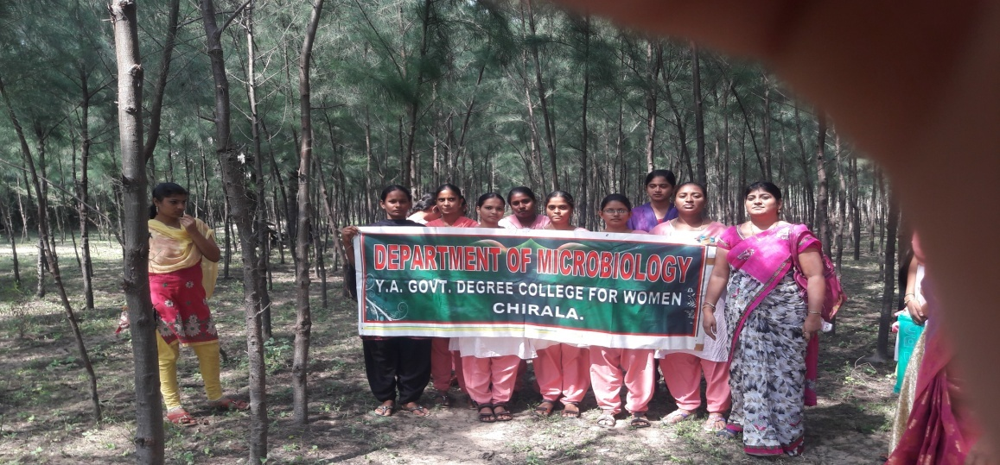 DEPARTMENT OF MICROBIOLOGY
Y.A. GOVT. DEGREE COLLEGE FOR WOMEN
CHIRALA.